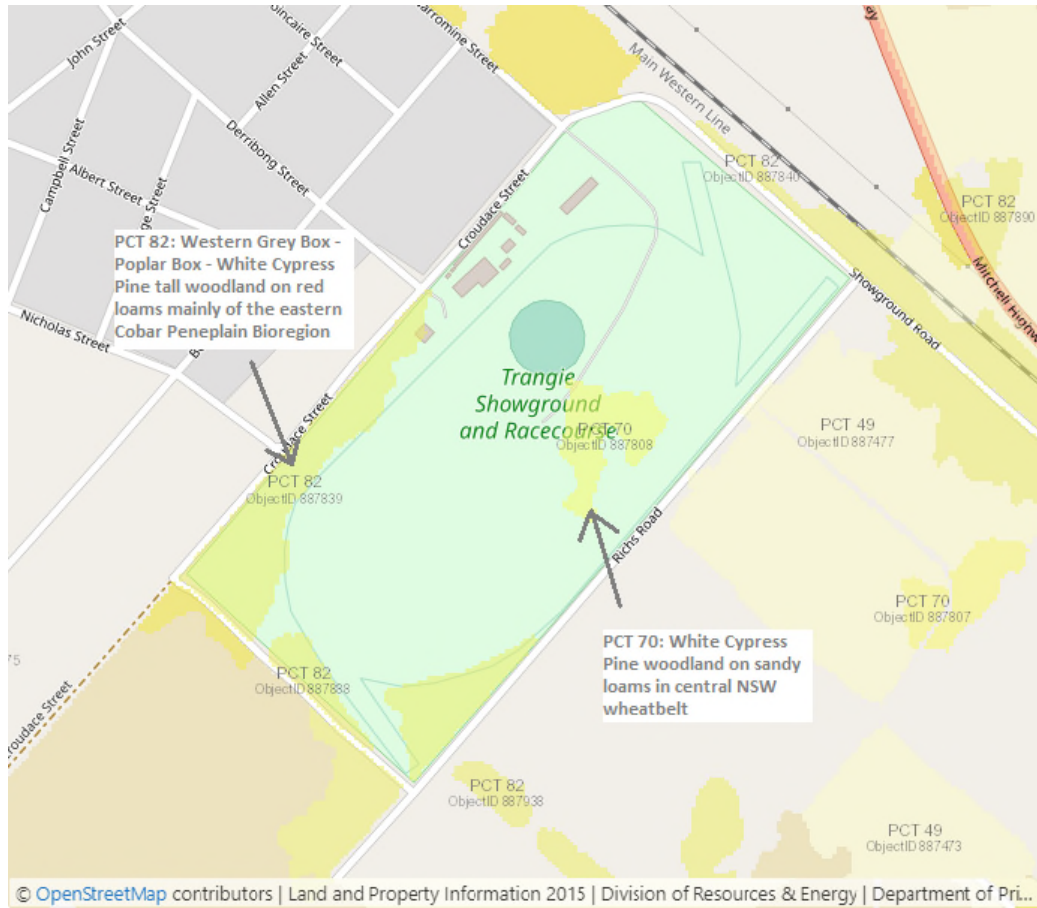 John Street
Poincaire Street
Narromine Street
Allen Street
Campbell Street
Derribong Street
Albert Street
Main Western Line
PCT 82
ObjectID 887840
PCT 82
ObjectID 887890
Croudace Street
PCT 82: Western Grey Box -
Poplar Box - White Cypress
Pine tall woodland on red
loams mainly of the eastern
Cobar Peneplain Bioregion
Mitchell Highw
Showground Road
Nicholas Street
Trangie
Showground
and Racecourse
PCT 70
ObjectID 887808
PCT 49
ObjectID 887477
Croudace Street
PCT 82
ObjectID 887839
Richs Road
PCT 70
ObjectID 887807
PCT 70: White Cypress
Pine woodland on sandy
loams in central NSW
wheatbelt
75
PCT 82
ObjectID 887838
roudace Street
PCT 82
ObjectID 887938
PCT 49
ObjectID 887473
© OpenStreetMap contributors | Land and Property Information 2015 | Division of Resources & Energy | Department of Pri...